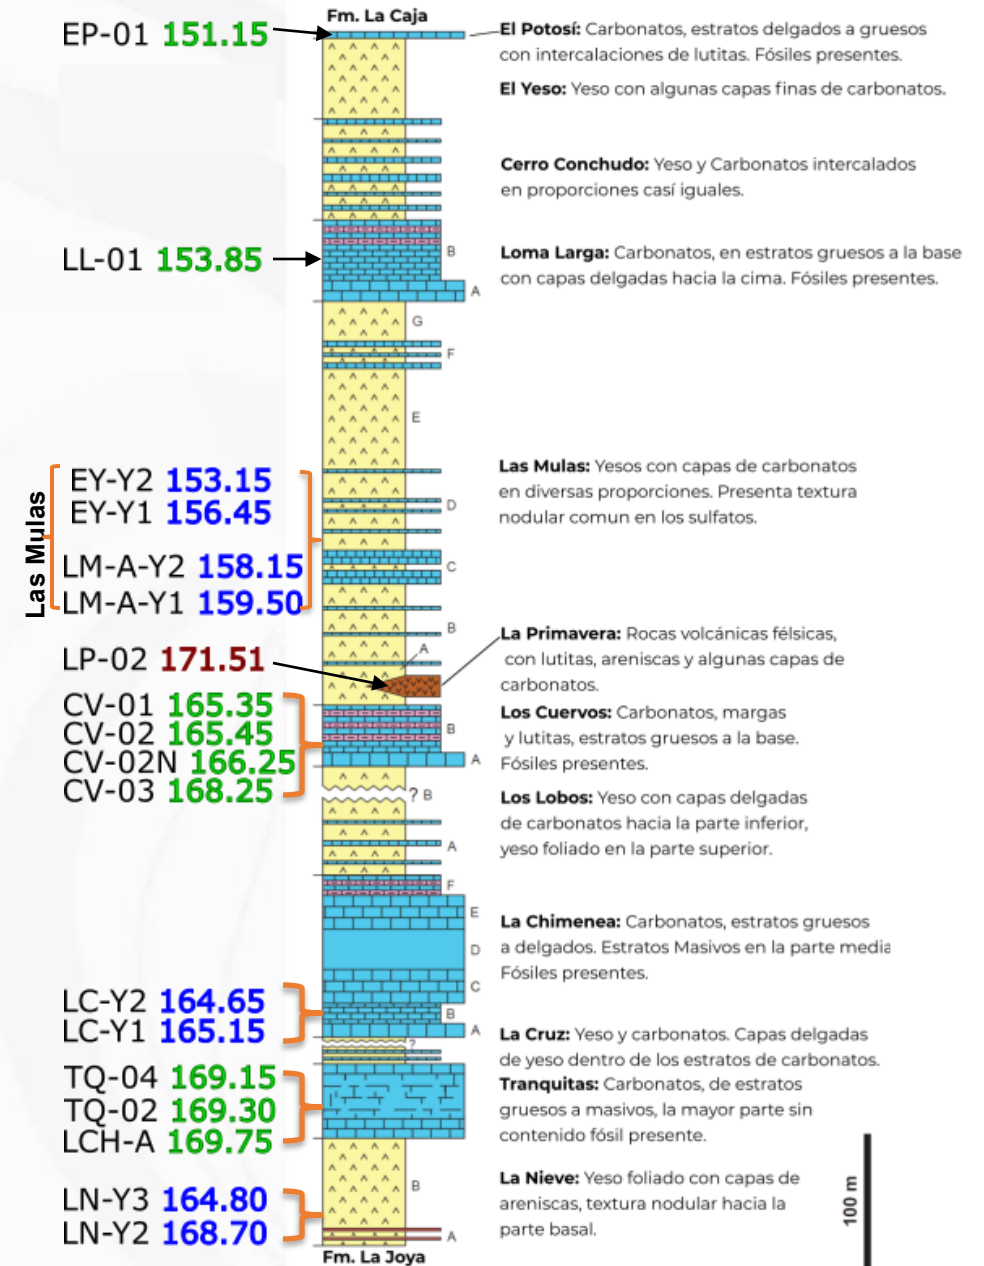 Fm. La Caja
EP-01 151.15
El Potosí: Carbonatos, estratos delgados a gruesos
con intercalaciones de lutitas. Fósiles presentes.
El Yeso: Yeso con algunas capas finas de carbonatos.
Cerro Conchudo: Yeso y Carbonatos intercalados
en proporciones casí iguales.
LL-01 153.85
B
A
Loma Larga: Carbonatos, en estratos gruesos a la base
con capas delgadas hacia la cima. Fósiles presentes.
G
F
E
D
C
B
A
Las Mulas
EY-Y2 153.15
EY-Y1 156.45
LM-A-Y2 158.15
LM-A-Y1 159.50
Las Mulas: Yesos con capas de carbonatos
en diversas proporciones. Presenta textura
nodular comun en los sulfatos.
LP-02 171.51
La Primavera: Rocas volcánicas félsicas,
con lutitas, areniscas y algunas capas de
carbonatos.
CV-01 165.35
CV-02 165.45
CV-02N 166.25
CV-03 168.25
B
A
Los Cuervos: Carbonatos, margas
y lutitas, estratos gruesos a la base.
Fósiles presentes.
? B
A
Los Lobos: Yeso con capas delgadas
de carbonatos hacia la parte inferior,
yeso foliado en la parte superior.
F
E
D
C
B
A
La Chimenea: Carbonatos, estratos gruesos
a delgados. Estratos Masivos en la parte media
Fósiles presentes.
LC-Y2 164.65
LC-Y1 165.15
?
La Cruz: Yeso y carbonatos. Capas delgadas
de yeso dentro de los estratos de carbonatos.
TQ-04 169.15
TQ-02 169.30
LCH-A 169.75
Tranquitas: Carbonatos, de estratos
gruesos a masivos, la mayor parte sin
contenido fósil presente.
LN-Y3 164.80
LN-Y2 168.70
B
A
La Nieve: Yeso foliado con capas de
areniscas, textura nodular hacia la
parte basal.
100 m
Fm. La Joya